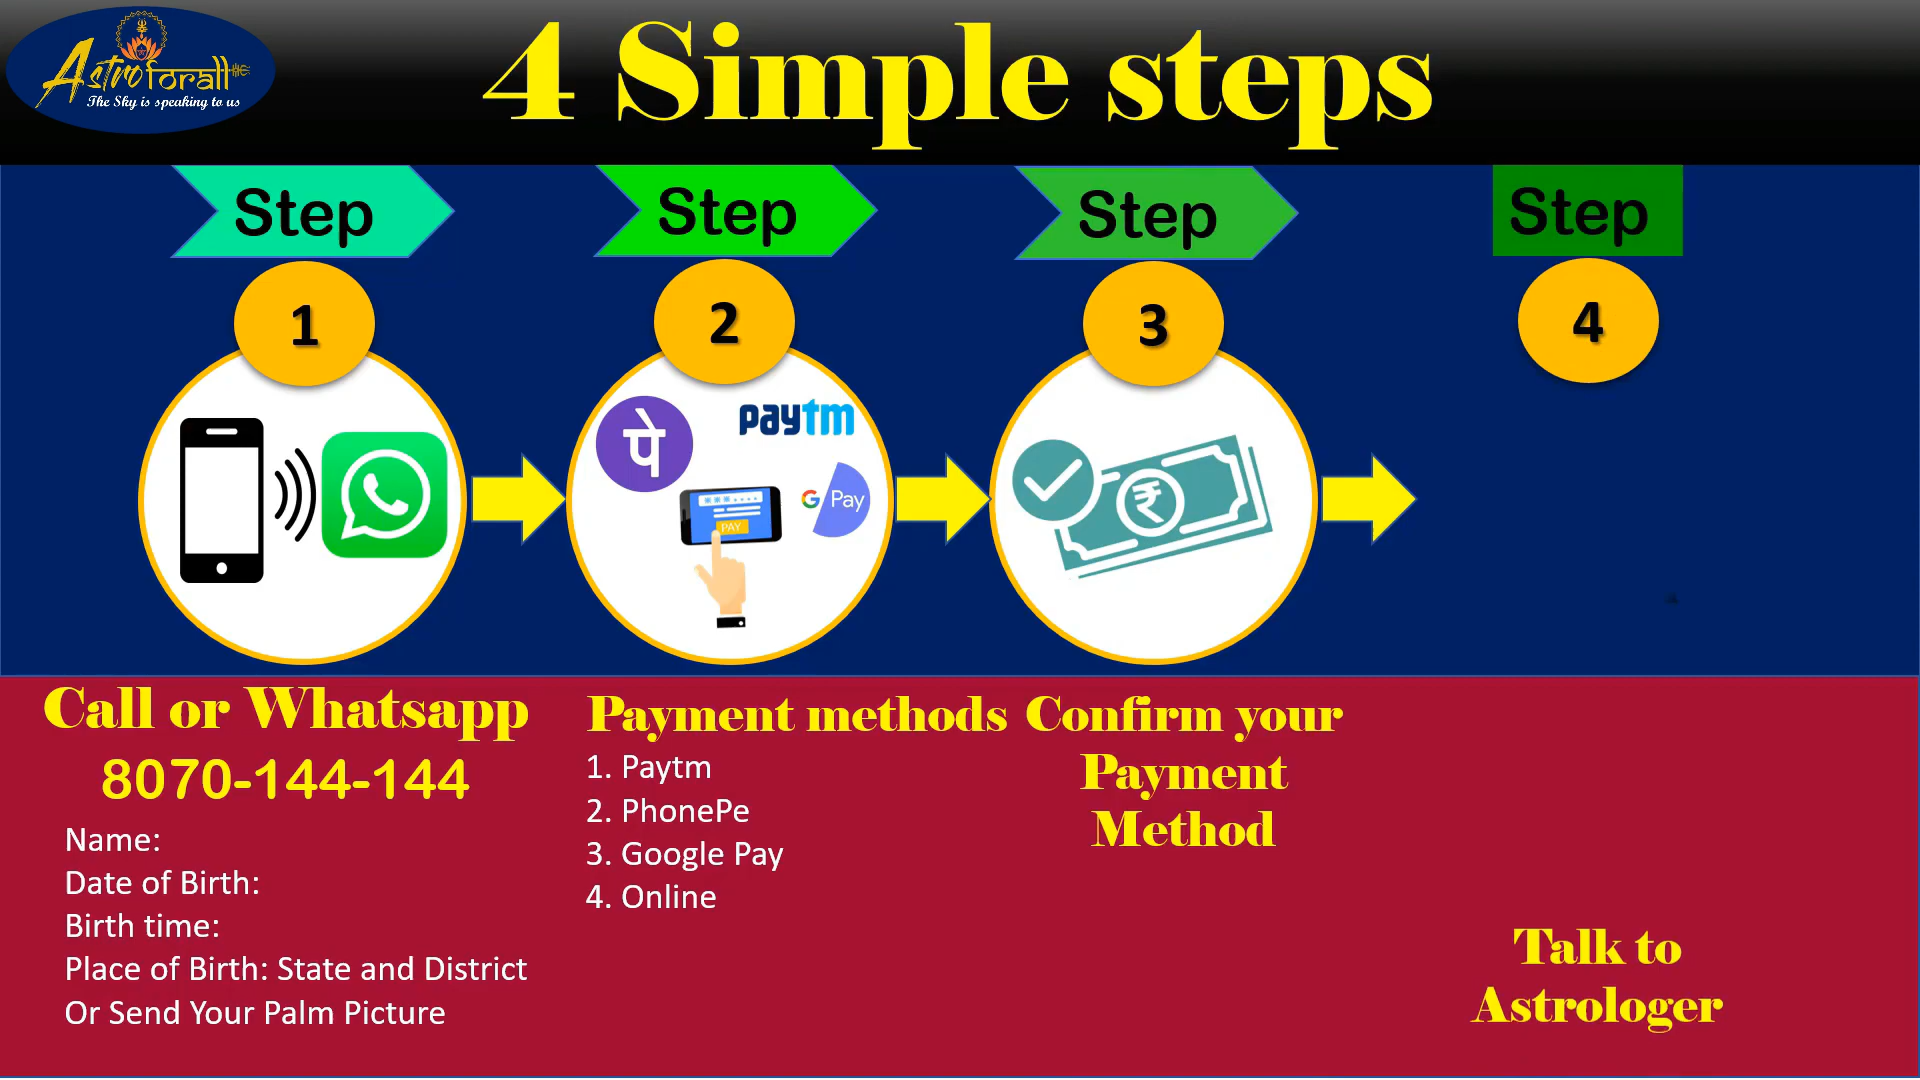 Astroforall
The Sky is speaking to us
4 Simple steps
Step
1
Step
2
Step
3
Step
4
पे
paytm
PAY
G Pay
₹
Call or Whatsapp
8070-144-144
Name:
Date of Birth:
Birth time:
Place of Birth: State and District
Or Send Your Palm Picture
Payment methods
1. Paytm
2. PhonePe
3. Google Pay
4. Online
Confirm your
Payment
Method
Talk to
Astrologer